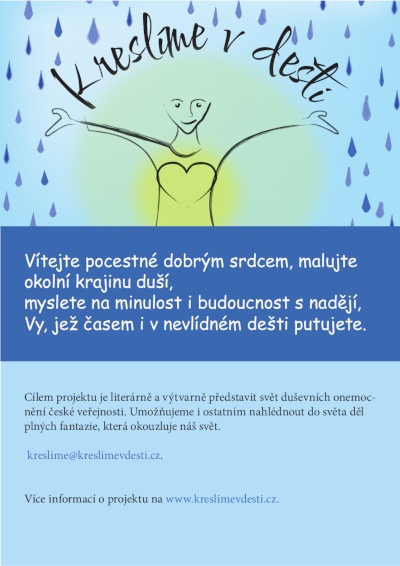 Kreslíme v dešti
Vítejte pocestné dobrým srdcem, malujte
okolní krajinu duší,
myslete na minulost i budoucnost s nadějí,
Vy, jež časem i v nevlídném dešti putujete.
Cílem projektu je literárně a výtvarně představit svět duševních onemoc-
nění české veřejnosti. Umožňujeme i ostatním nahlédnout do světa děl
plných fantazie, která okouzluje náš svět.
kreslime@kreslimevdesti.cz.
Více informací o projektu na www.kreslimevdesti.cz.